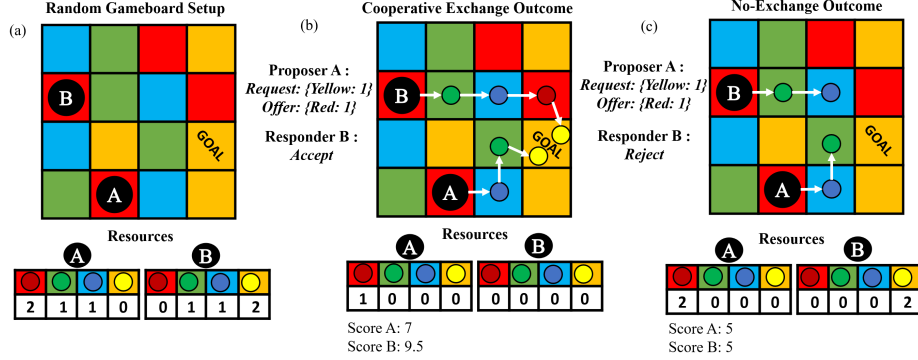 Random Gameboard Setup
(a)
B
GOAL
A
Resources
A B
2 1 1 0 0 1 1 2
Cooperative Exchange Outcome
(b)
Proposer A :
Request: {Yellow: 1}
Offer: {Red: 1}
Responder B :
Accept
B
GOAL
A
Resources
A B
1 0 0 0 0 0 0 0
Score A: 7
Score B: 9.5
No-Exchange Outcome
(c)
Proposer A :
Request: {Yellow: 1}
Offer: {Red: 1}
Responder B :
Reject
B
GOAL
A
Resources
A B
2 0 0 0 0 0 0 2
Score A: 5
Score B: 5